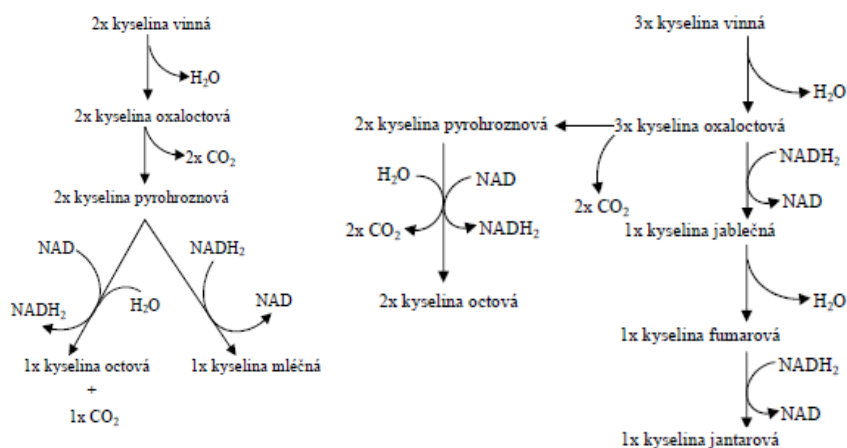 2x kyselina vinná
H₂O
2x kyselina oxaloctová
2x CO₂
2x kyselina pyrohroznová
NAD
NADH₂
NADH₂
H₂O
NAD
1x kyselina octová
+
1x CO₂
1x kyselina mléčná
3x kyselina vinná
H₂O
2x kyselina pyrohroznová
3x kyselina oxaloctová
H₂O
NAD
2x CO₂
NADH₂
2x CO₂
NADH₂
NAD
2x kyselina octová
1x kyselina jablečná
H₂O
1x kyselina fumarová
NADH₂
NAD
1x kyselina jantarová